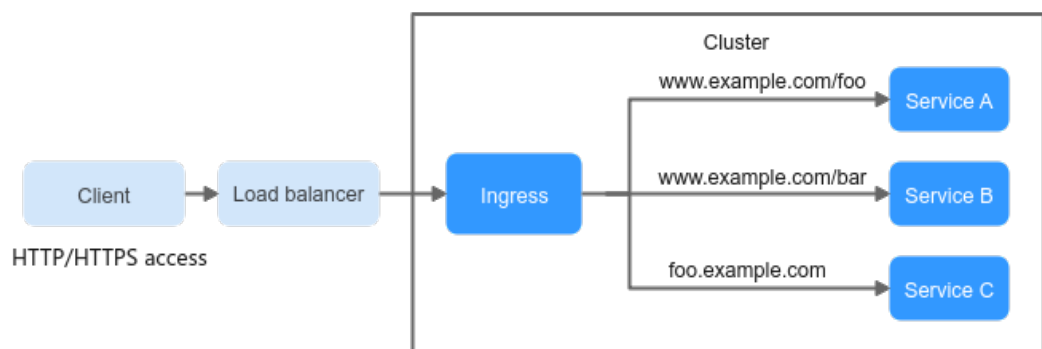 Cluster
www.example.com/foo
Service A
Client
Load balancer
Ingress
www.example.com/bar
Service B
HTTP/HTTPS access
foo.example.com
Service C